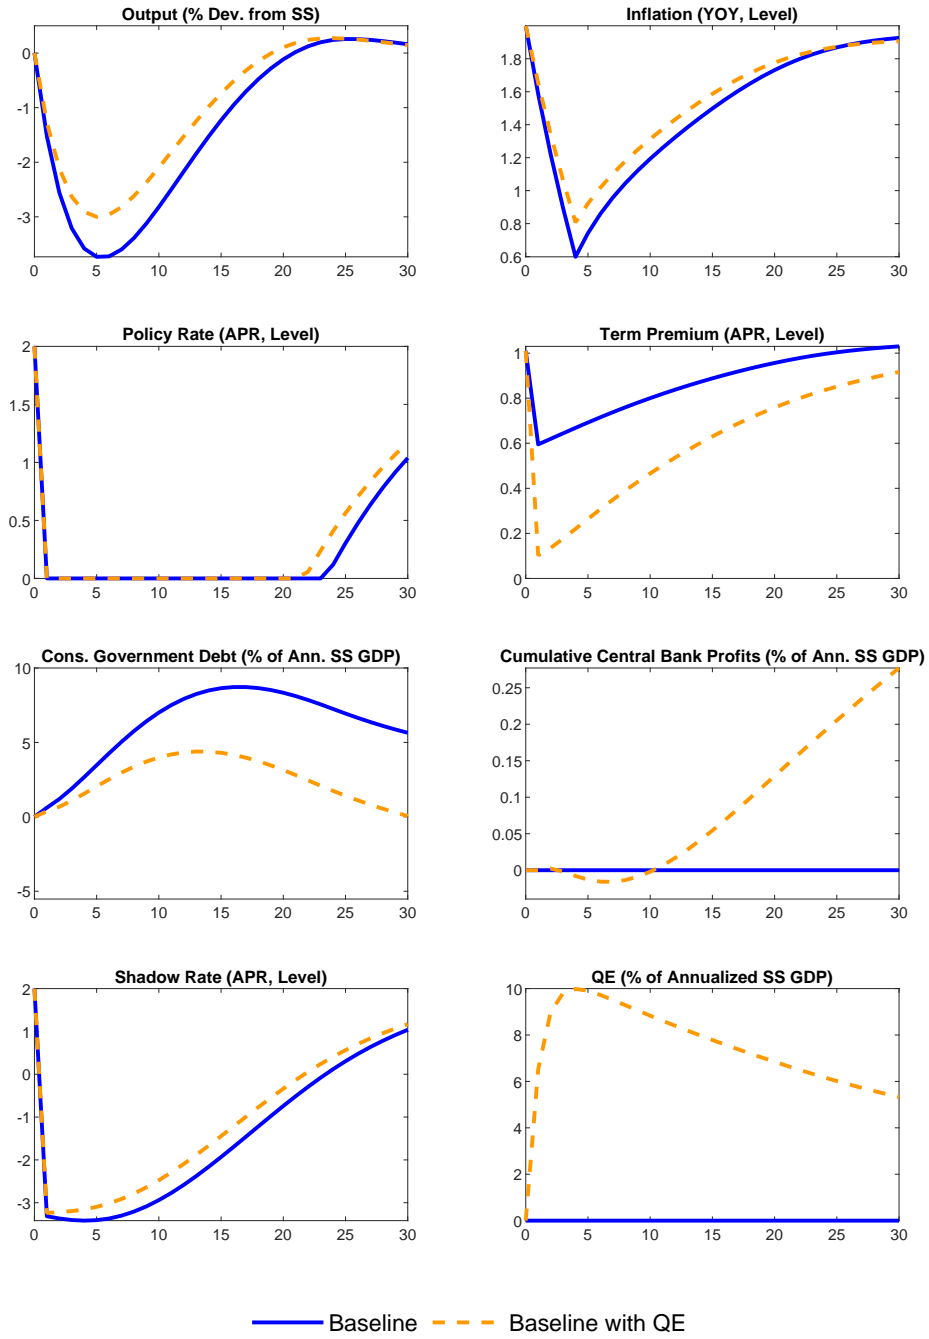 Output (% Dev. from SS)
0
-1
-2
-3
0 5 10 15 20 25 30
Inflation (YOY, Level)
1.8
1.6
1.4
1.2
1
0.8
0.6
0 5 10 15 20 25 30
Policy Rate (APR, Level)
2
1.5
1
0.5
0
0 5 10 15 20 25 30
Term Premium (APR, Level)
1
0.8
0.6
0.4
0.2
0
0 5 10 15 20 25 30
Cons. Government Debt (% of Ann. SS GDP)
10
5
0
-5
0 5 10 15 20 25 30
Cumulative Central Bank Profits (% of Ann. SS GDP)
0.25
0.2
0.15
0.1
0.05
0
0 5 10 15 20 25 30
Shadow Rate (APR, Level)
2
1
0
-1
-2
-3
0 5 10 15 20 25 30
QE (% of Annualized SS GDP)
10
8
6
4
2
0
0 5 10 15 20 25 30
Baseline Baseline with QE